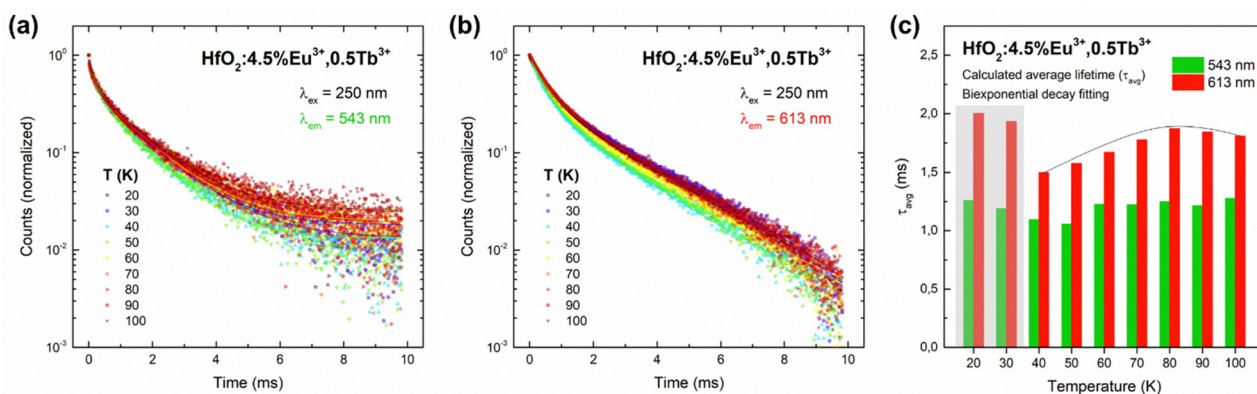 (a)
HfO₂:4.5%Eu³⁺,0.5Tb³⁺
λex = 250 nm
λem = 543 nm
T (K)
20
30
40
50
60
70
80
90
100
Counts (normalized)
10⁰
10⁻¹
10⁻²
10⁻³
0 2 4 6 8 10
Time (ms)
(b)
HfO₂:4.5%Eu³⁺,0.5Tb³⁺
λex = 250 nm
λem = 613 nm
T (K)
20
30
40
50
60
70
80
90
100
Counts (normalized)
10⁰
10⁻¹
10⁻²
10⁻³
0 2 4 6 8 10
Time (ms)
(c)
HfO₂:4.5%Eu³⁺,0.5Tb³⁺
Calculated average lifetime (τavg)
Biexponential decay fitting
543 nm
613 nm
τavg (ms)
2,5
2,0
1,5
1,0
0,5
0,0
20 30 40 50 60 70 80 90 100
Temperature (K)